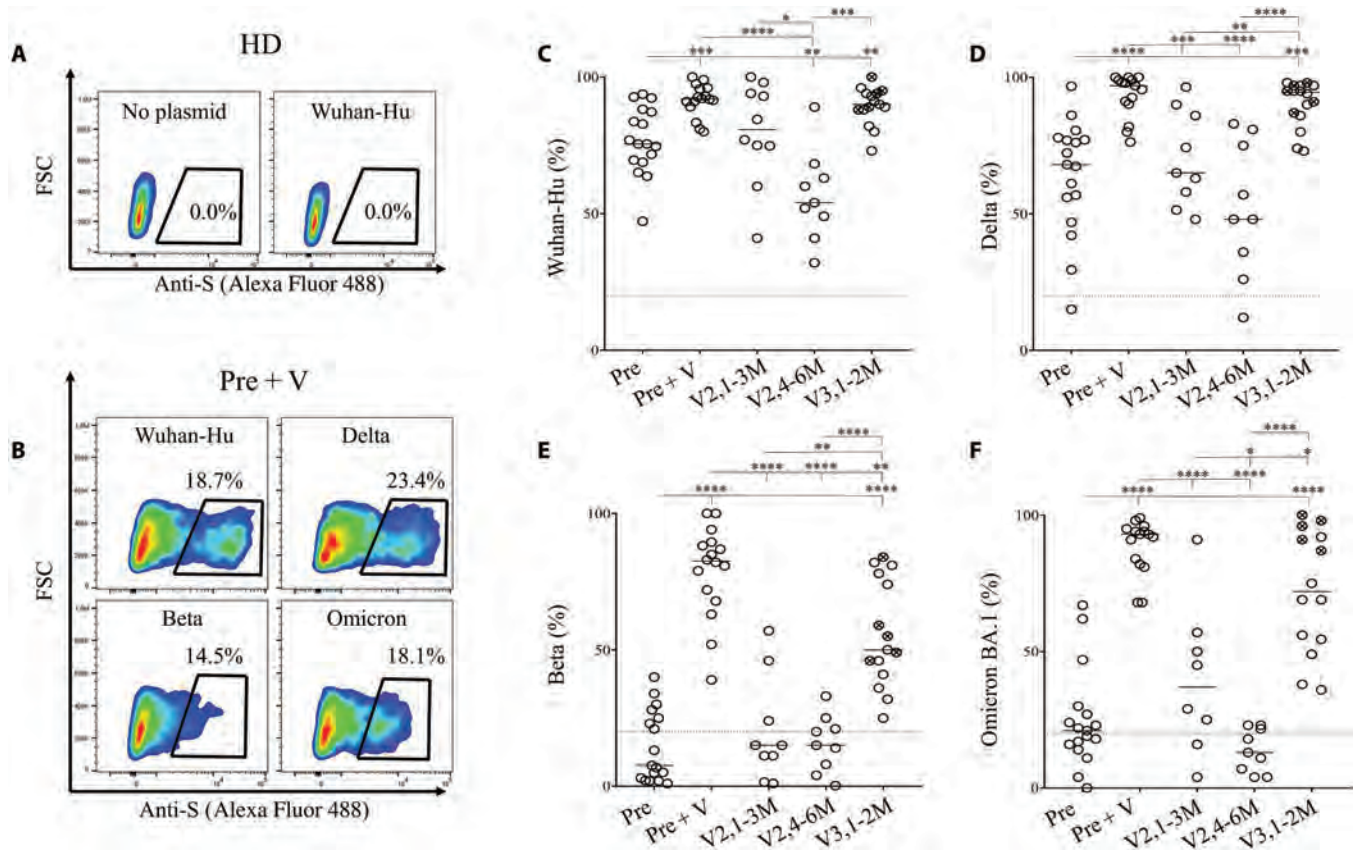 A
HD
No plasmid
Wuhan-Hu
0.0%
0.0%
FSC
Anti-S (Alexa Fluor 488)
B
Pre + V
Wuhan-Hu
Delta
18.7%
23.4%
Beta
Omicron
14.5%
18.1%
FSC
Anti-S (Alexa Fluor 488)
C
***
*
****
*** ** **
100
50
0
Wuhan-Hu (%)
Pre
Pre + V
V2,1-3M
V2,4-6M
V3,1-2M
D
****
**
*** ****
**** ***
100
50
0
Delta (%)
Pre
Pre + V
V2,1-3M
V2,4-6M
V3,1-2M
E
****
**
**** **** **
**** ****
100
50
0
Beta (%)
Pre
Pre + V
V2,1-3M
V2,4-6M
V3,1-2M
F
****
* *
**** ****
**** ****
100
50
0
Omicron BA.1 (%)
Pre
Pre + V
V2,1-3M
V2,4-6M
V3,1-2M